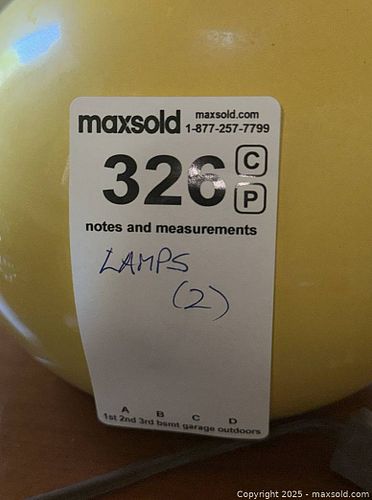 maxsold
maxsold.com
1-877-257-7799
326
C
P
notes and measurements
LAMPS
(2)
A B C D
1st 2nd 3rd bsmt garage outdoors
Copyright © 2025 - maxsold.com